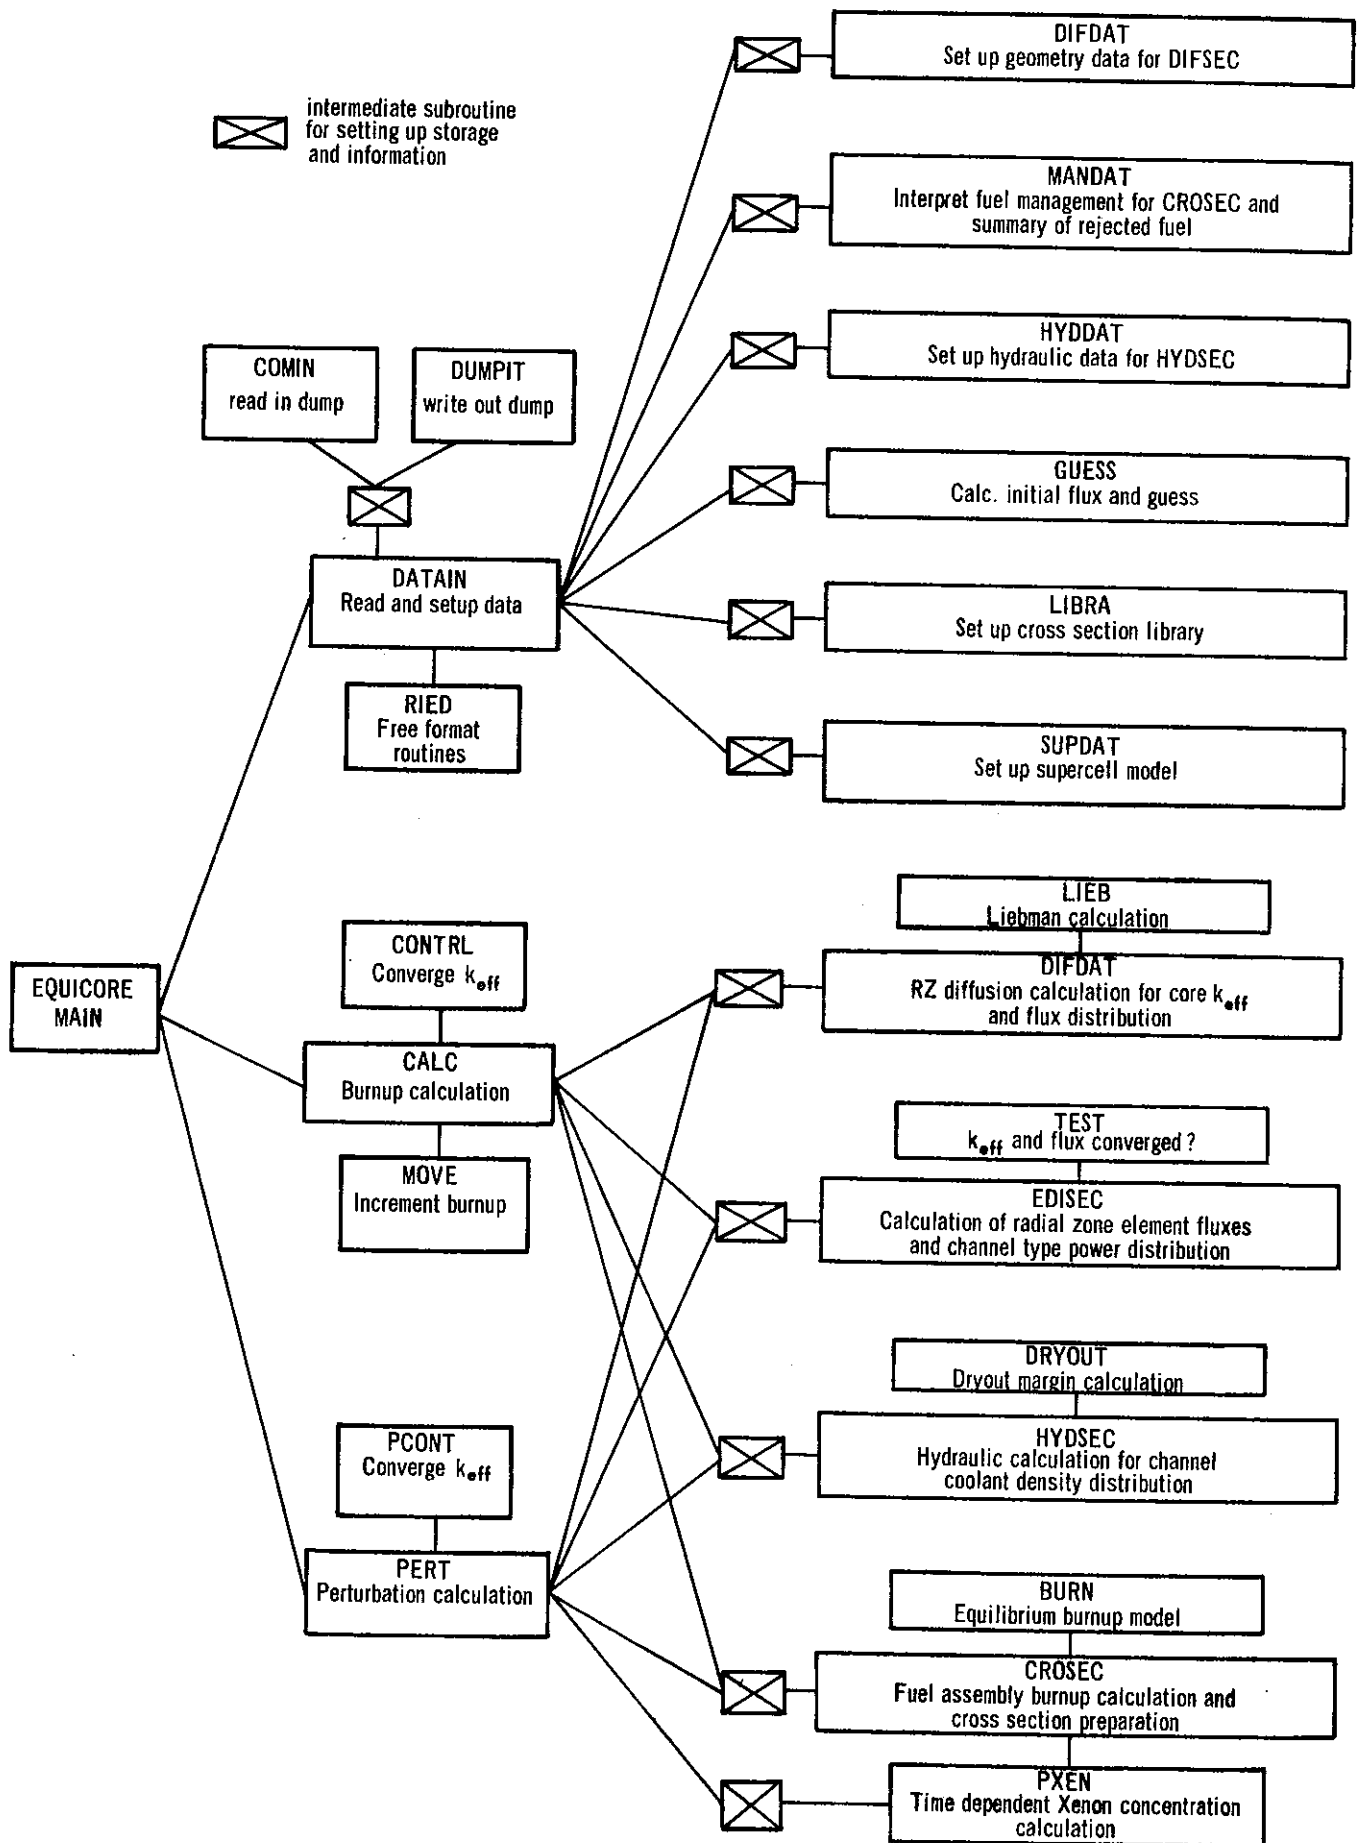 intermediate subroutine
for setting up storage
and information
DIFDAT
Set up geometry data for DIFSEC
MANDAT
Interpret fuel management for CROSEC and
summary of rejected fuel
HYDDAT
Set up hydraulic data for HYDSEC
COMIN
read in dump
DUMPIT
write out dump
GUESS
Calc. initial flux and guess
DATAIN
Read and setup data
LIBRA
Set up cross section library
RIED
Free format
routines
SUPDAT
Set up supercell model
LIEB
Liebman calculation
EQUICORE
MAIN
CONTRL
Converge keff
DIFDAT
RZ diffusion calculation for core keff
and flux distribution
CALC
Burnup calculation
TEST
keff and flux converged ?
MOVE
Increment burnup
EDISEC
Calculation of radial zone element fluxes
and channel type power distribution
DRYOUT
Dryout margin calculation
PCONT
Converge keff
HYDSEC
Hydraulic calculation for channel
coolant density distribution
PERT
Perturbation calculation
BURN
Equilibrium burnup model
CROSEC
Fuel assembly burnup calculation and
cross section preparation
PXEN
Time dependent Xenon concentration
calculation